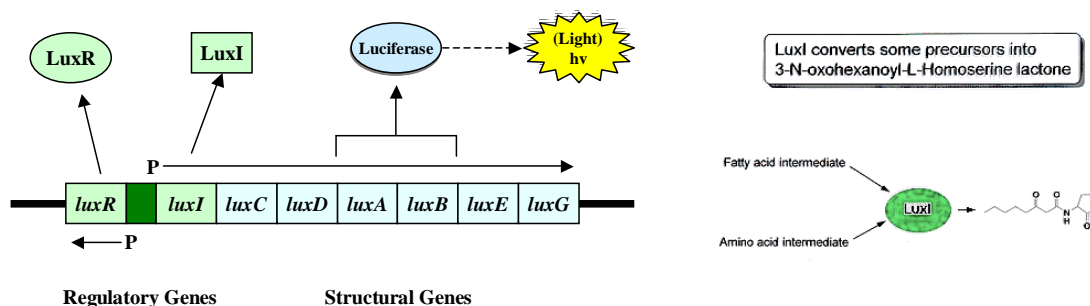 LuxR
LuxI
Luciferase
(Light)
hν
P
luxR luxI luxC luxD luxA luxB luxE luxG
P
Regulatory Genes Structural Genes
LuxI converts some precursors into
3-N-oxohexanoyl-L-Homoserine lactone
Fatty acid intermediate
LuxI
Amino acid intermediate
O
O
N
H
O